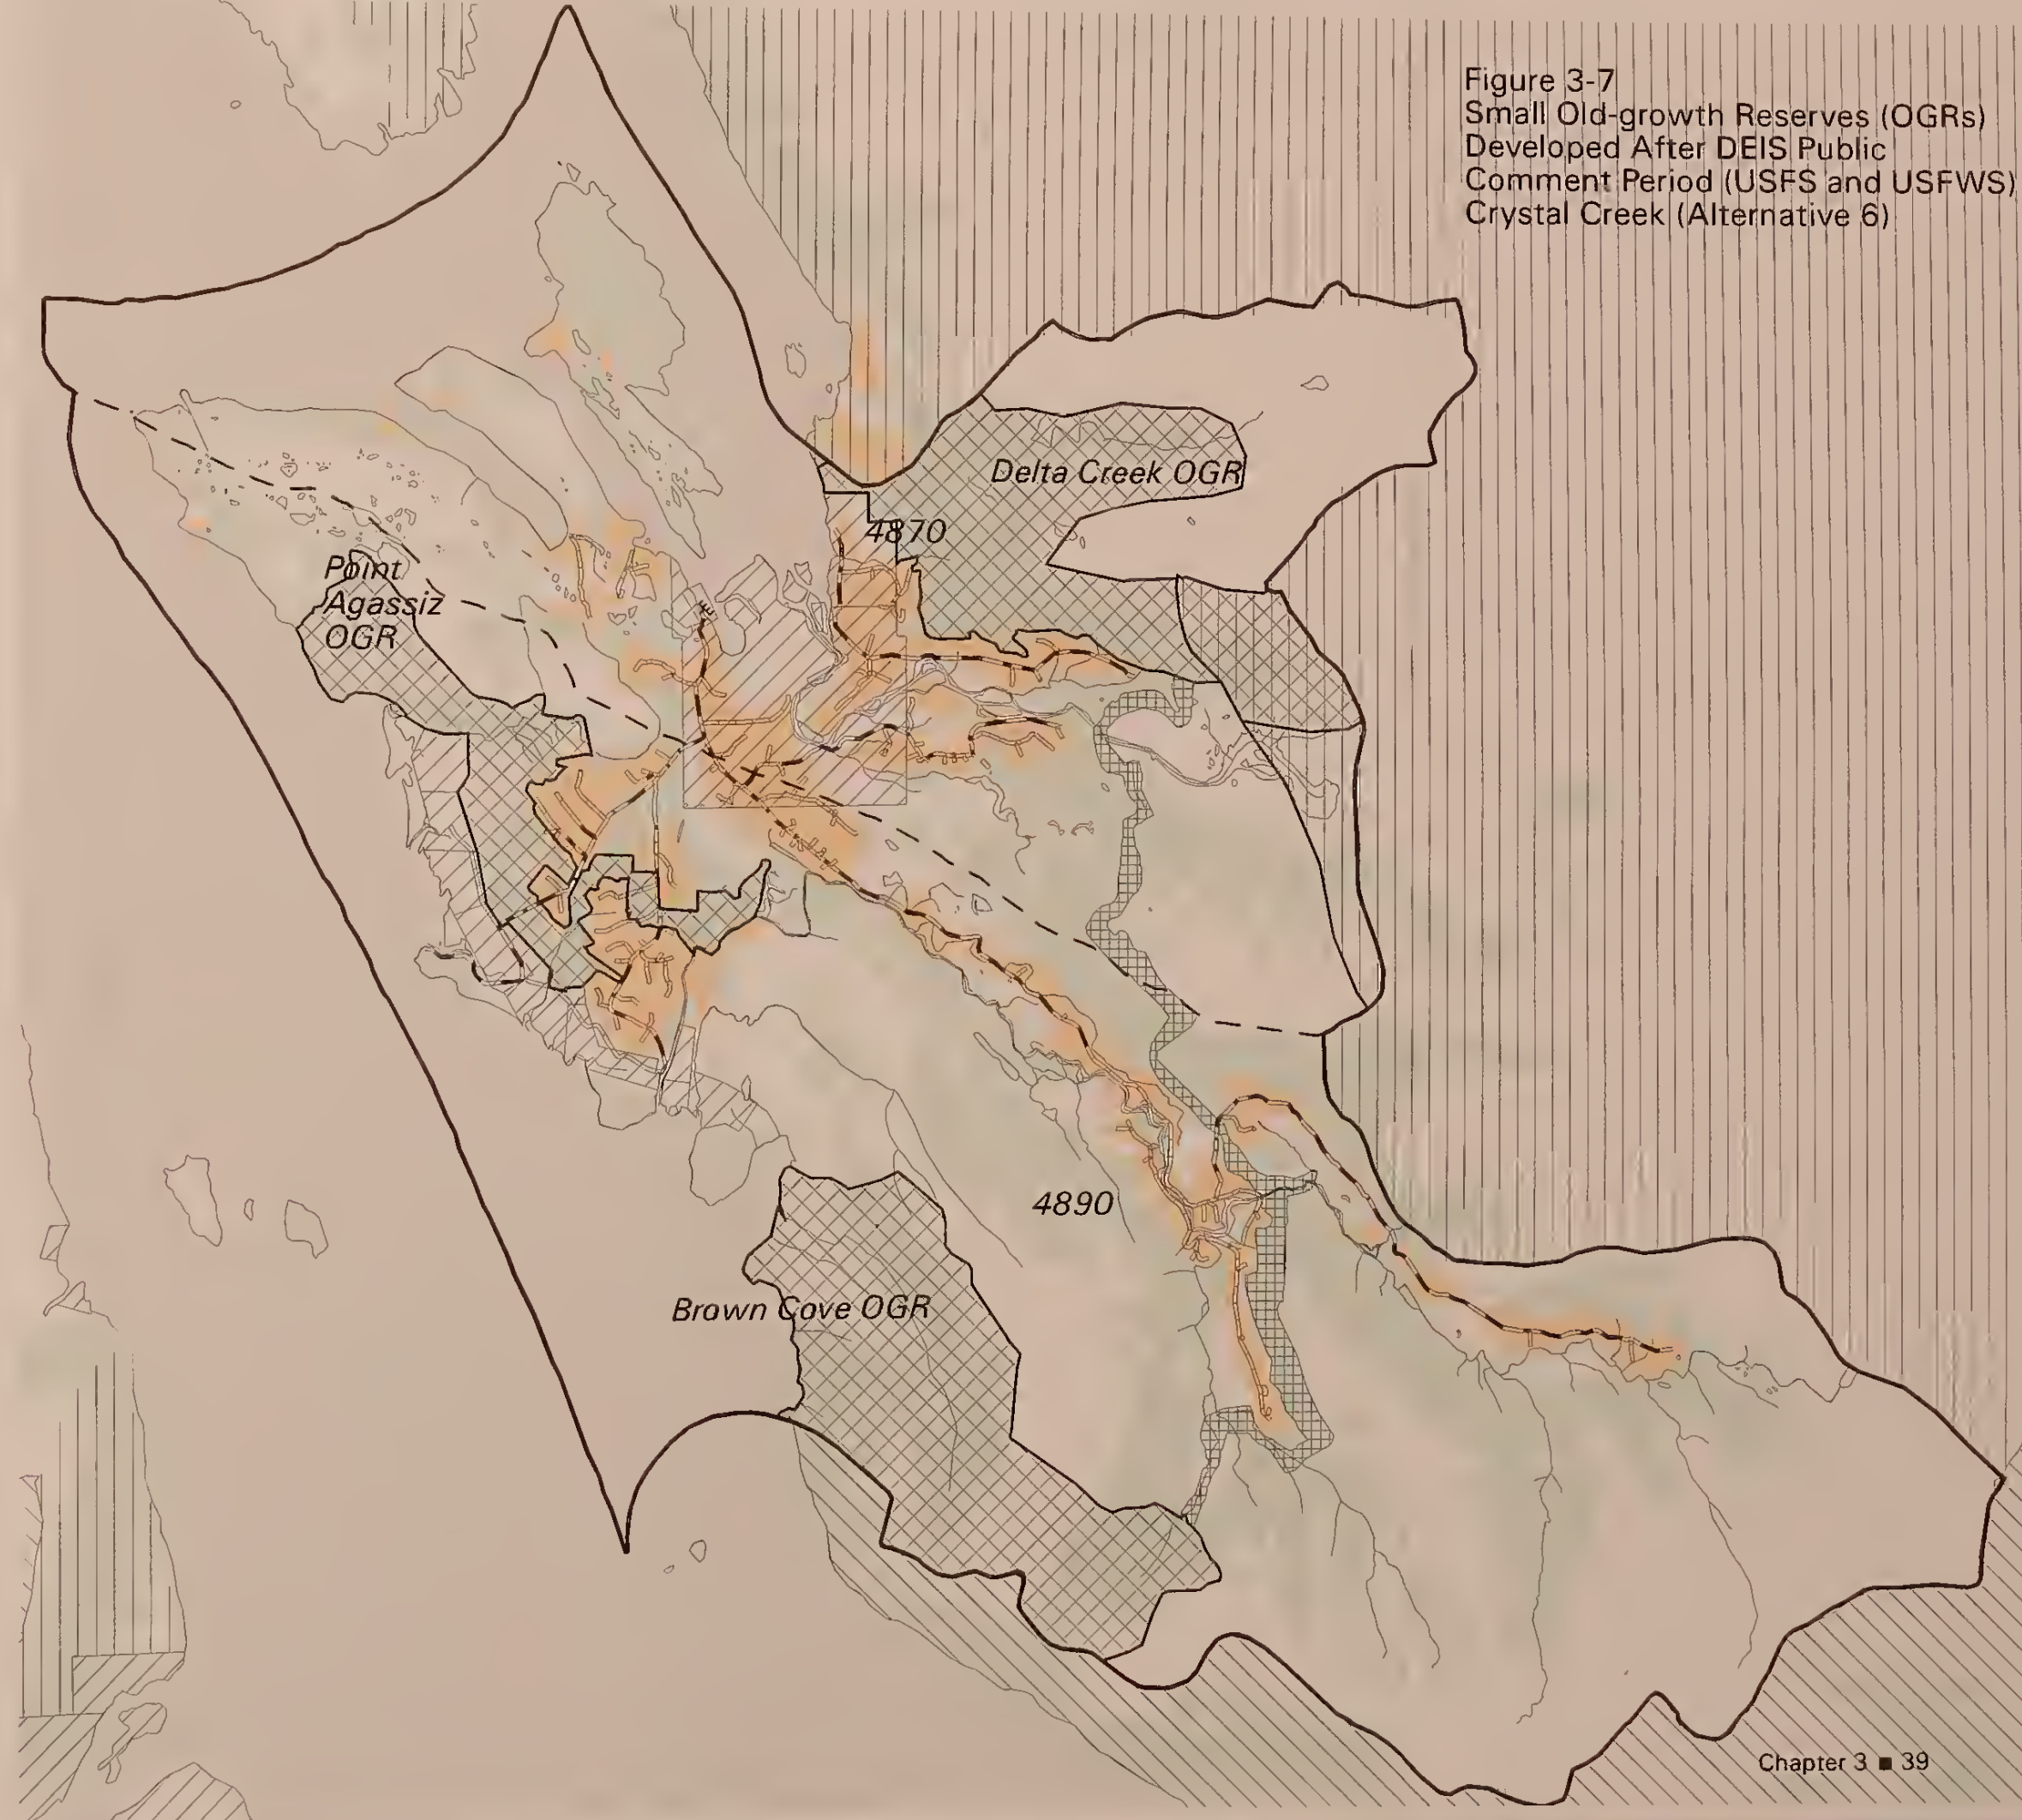 Figure 3-7
Small Old-growth Reserves (OGRs)
Developed After DEIS Public
Comment Period (USFS and USFWS)
Crystal Creek (Alternative 6)
Delta Creek OGR
4870
Point
Agassiz
OGR
4890
Brown Cove OGR
Chapter 3 ■ 39